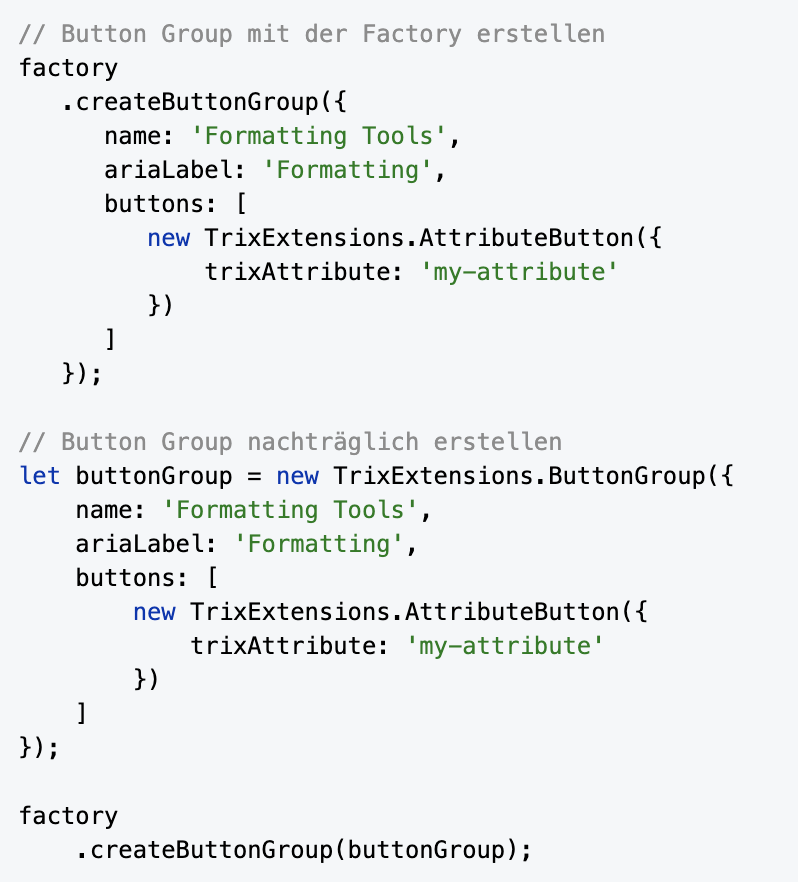 // Button Group mit der Factory erstellen
factory
   .createButtonGroup({
      name: 'Formatting Tools',
      ariaLabel: 'Formatting',
      buttons: [
         new TrixExtensions.AttributeButton({
             trixAttribute: 'my-attribute'
         })
      ]
   });

// Button Group nachträglich erstellen
let buttonGroup = new TrixExtensions.ButtonGroup({
    name: 'Formatting Tools',
    ariaLabel: 'Formatting',
    buttons: [
        new TrixExtensions.AttributeButton({
            trixAttribute: 'my-attribute'
        })
    ]
});

factory
    .createButtonGroup(buttonGroup);